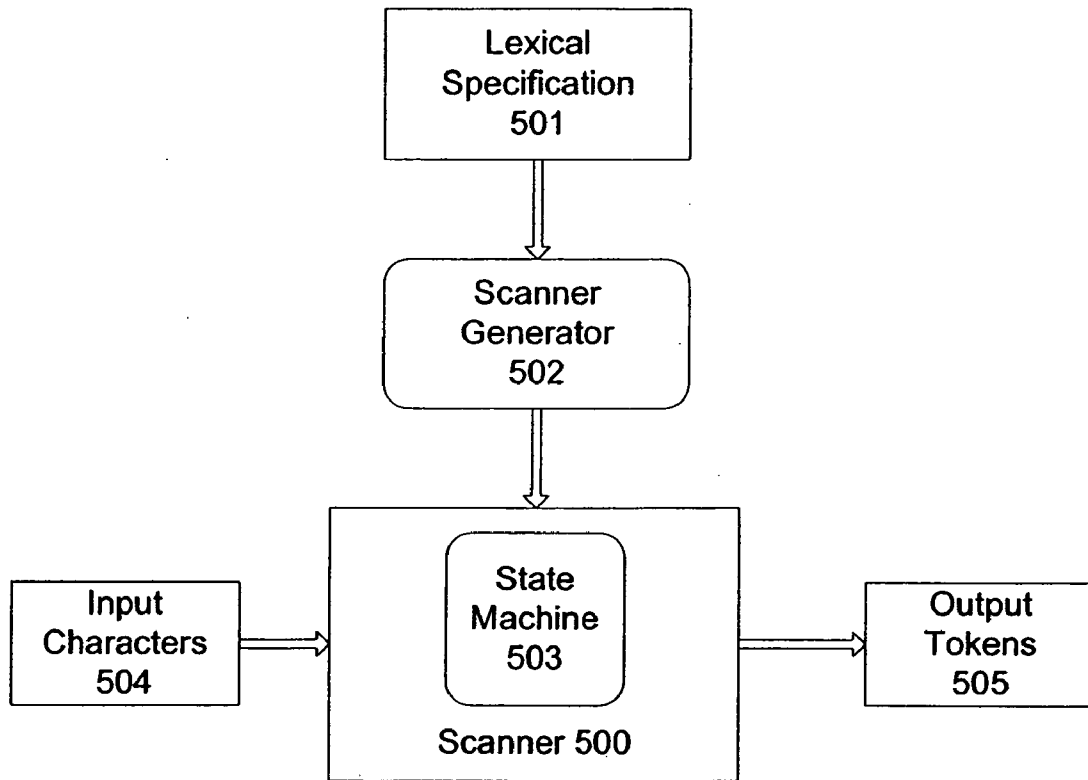 Lexical
Specification
501
Scanner
Generator
502
State
Machine
503
Input
Characters
504
Output
Tokens
505
Scanner 500